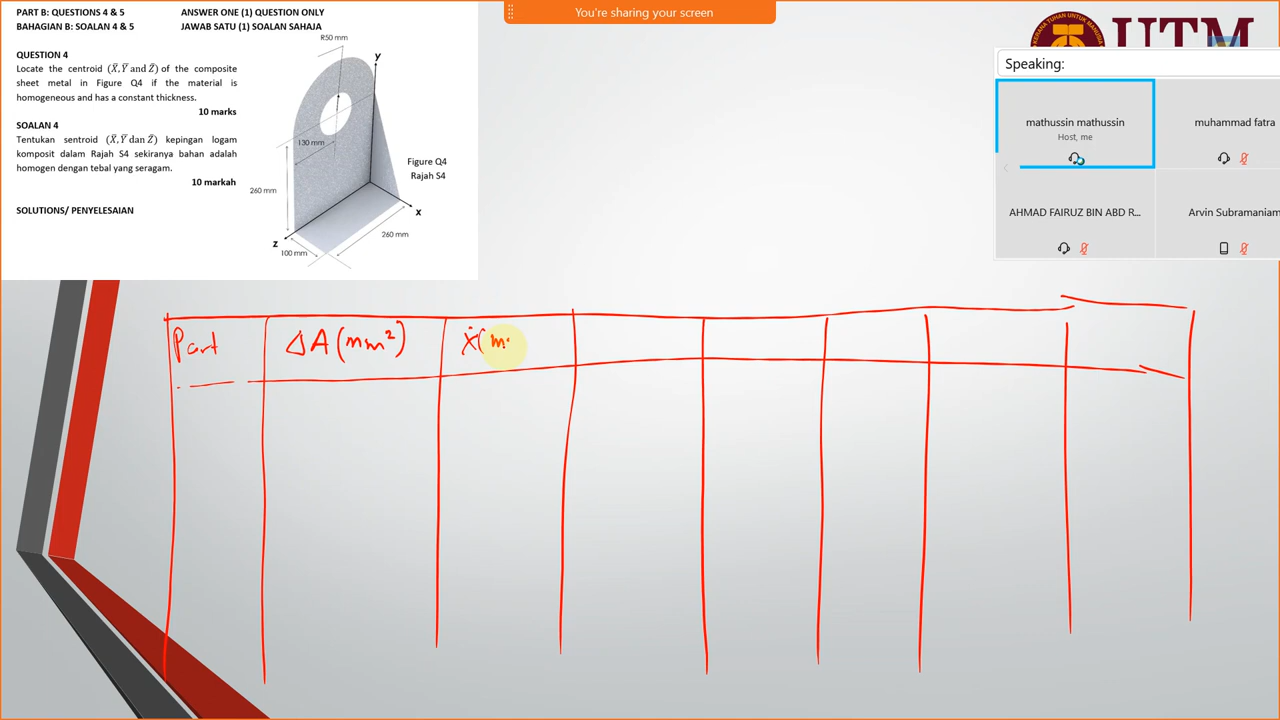 You're sharing your screen
PART B: QUESTIONS 4 & 5 ANSWER ONE (1) QUESTION ONLY
BAHAGIAN B: SOALAN 4 & 5 JAWAB SATU (1) SOALAN SAHAJA
QUESTION 4
Locate the centroid (X̄,Ȳ and Z̄) of the composite
sheet metal in Figure Q4 if the material is
homogeneous and has a constant thickness.
10 marks
SOALAN 4
Tentukan sentroid (X̄,Ȳ dan Z̄) kepingan logam
komposit dalam Rajah S4 sekiranya bahan adalah
homogen dengan tebal yang seragam.
10 markah
SOLUTIONS/ PENYELESAIAN
R50 mm
y
130 mm
Figure Q4
Rajah S4
260 mm
x
z
260 mm
100 mm
UTM
Speaking:
mathussin mathussin
Host, me
muhammad fatra
AHMAD FAIRUZ BIN ABD R...
Arvin Subramaniam
Part ΔA(mm²) x̄(m